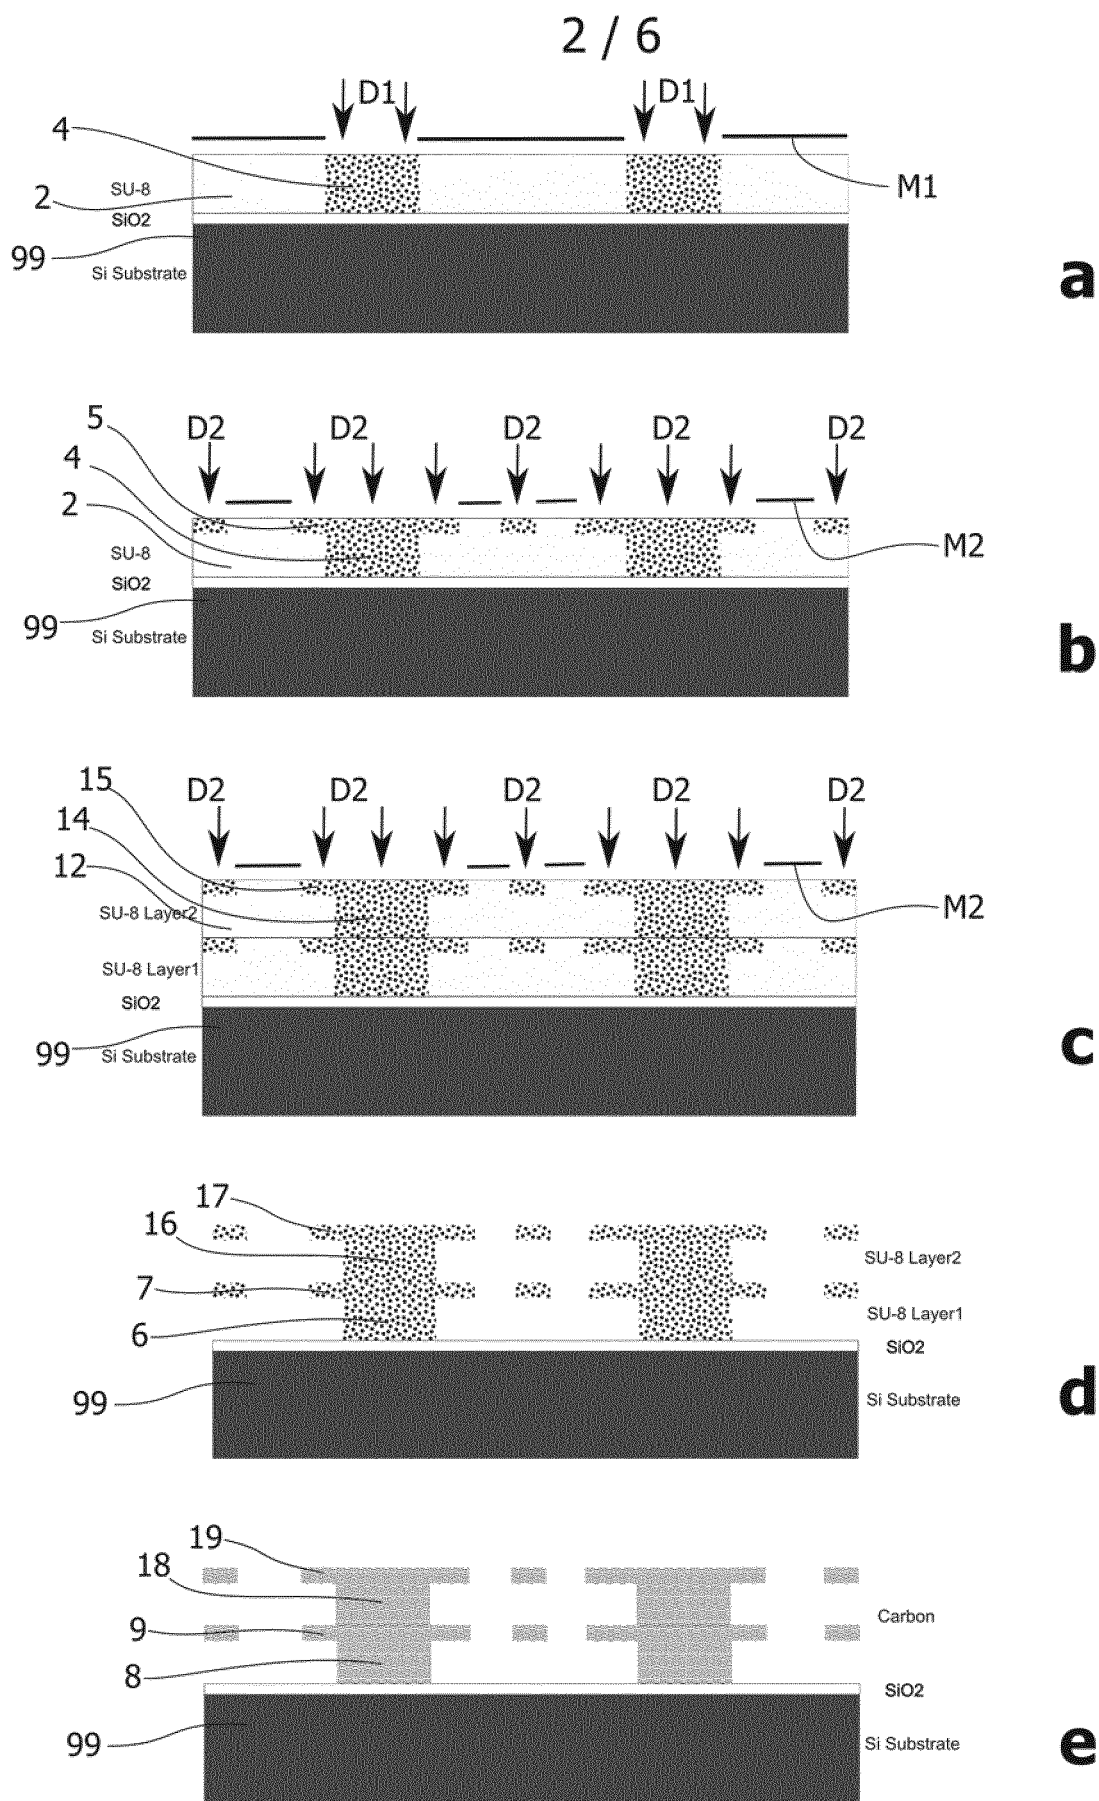 2 / 6
D1 D1
4
M1
SU-8
2
SiO2
99
Si Substrate
a
5
D2 D2 D2 D2 D2
4
2
M2
SU-8
SiO2
99
Si Substrate
b
15
D2 D2 D2 D2 D2
14
12
SU-8 Layer2
M2
SU-8 Layer1
SiO2
99
Si Substrate
c
17
16
SU-8 Layer2
7
SU-8 Layer1
6
SiO2
99
Si Substrate
d
19
18
Carbon
9
8
SiO2
99
Si Substrate
e